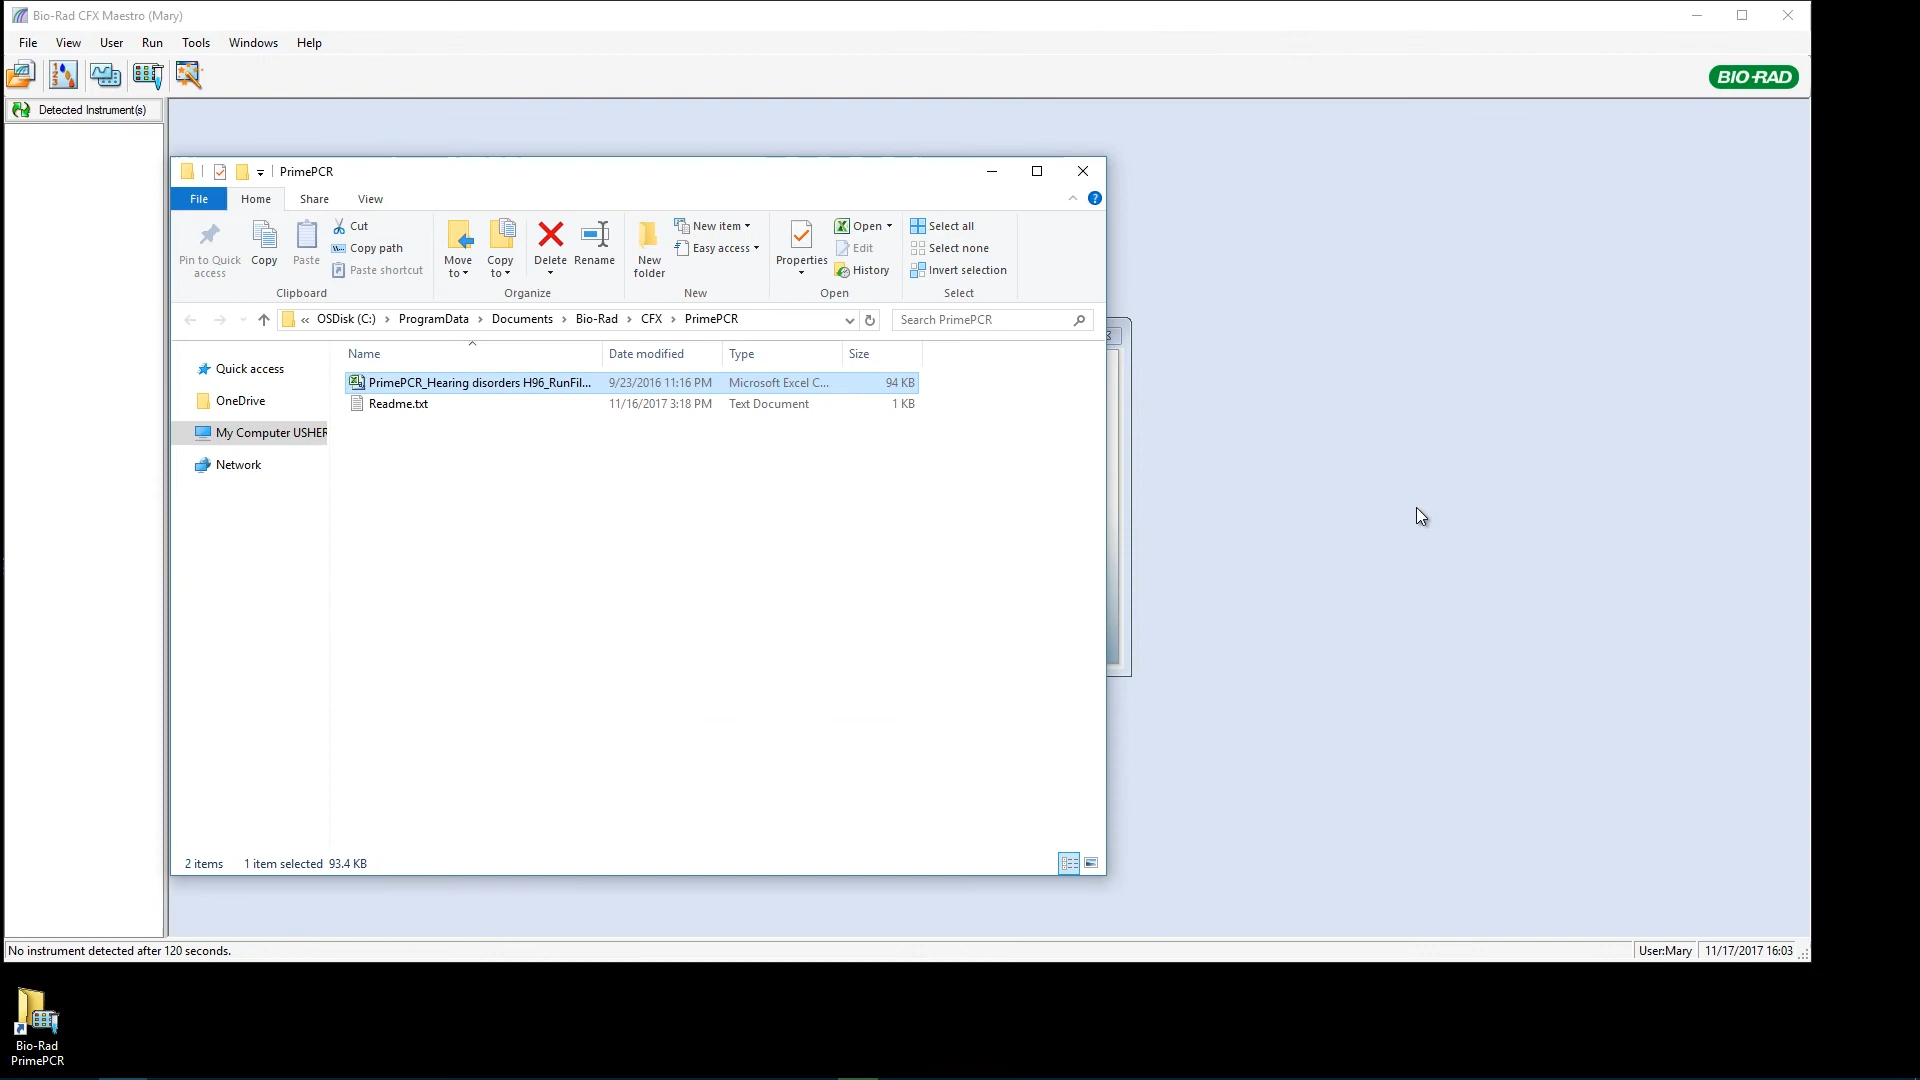 Bio-Rad CFX Maestro (Mary)
File View User Run Tools Windows Help
BIO-RAD
Detected Instrument(s)
PrimePCR
File Home Share View
Pin to Quick access
Copy
Paste
Cut
Copy path
Paste shortcut
Clipboard
Move to
Copy to
Delete
Rename
Organize
New folder
New item
Easy access
New
Properties
Open
Edit
History
Open
Select all
Select none
Invert selection
Select
« OSDisk (C:) › ProgramData › Documents › Bio-Rad › CFX › PrimePCR
Search PrimePCR
Name Date modified Type Size
Quick access
OneDrive
My Computer USHER
Network
PrimePCR_Hearing disorders H96_RunFil... 9/23/2016 11:16 PM Microsoft Excel C... 94 KB
Readme.txt 11/16/2017 3:18 PM Text Document 1 KB
2 items 1 item selected 93.4 KB
No instrument detected after 120 seconds.
User:Mary 11/17/2017 16:03
Bio-Rad
PrimePCR